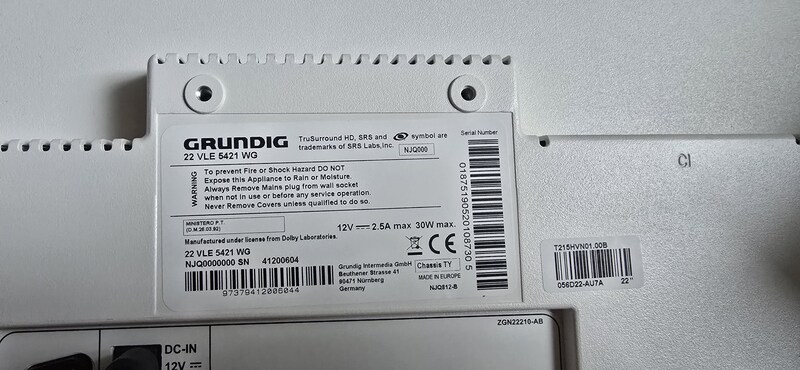 GRUNDIG
22 VLE 5421 WG
TruSurround HD, SRS and symbol are
trademarks of SRS Labs,Inc.
NJQ000
WARNING
To prevent Fire or Shock Hazard DO NOT
Expose this Appliance to Rain or Moisture.
Always Remove Mains plug from wall socket
when not in use or before any service operation.
Never Remove Covers unless qualified to do so.
MINISTERO P.T.
(D.M.26.03.92)
12V 2.5A max 30W max.
Manufactured under license from Dolby Laboratories.
22 VLE 5421 WG
NJQ0000000 SN 41200604
97379412006044
Grundig Intermedia GmbH
Beuthener Strasse 41
90471 Nürnberg
Germany
CE
Chassis TY
MADE IN EUROPE
NJQ812-B
Serial Number
01875190520108730 5
CI
T215HVN01.00B
056D22-AU7A 22"
ZGN22210-AB
DC-IN
12V